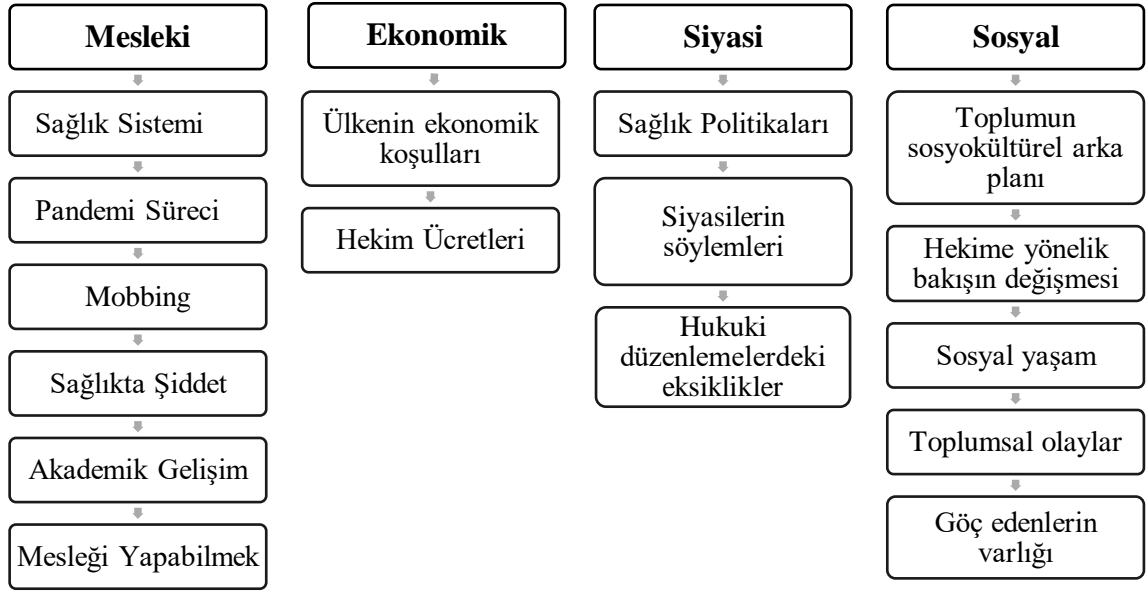 Mesleki
Sağlık Sistemi
Pandemi Süreci
Mobbing
Sağlıkta Şiddet
Akademik Gelişim
Mesleği Yapabilmek
Ekonomik
Ülkenin ekonomik
koşulları
Hekim Ücretleri
Siyasi
Sağlık Politikaları
Siyasilerin
söylemleri
Hukuki
düzenlemelerdeki
eksiklikler
Sosyal
Toplumun
sosyokültürel arka
planı
Hekime yönelik
bakışın değişmesi
Sosyal yaşam
Toplumsal olaylar
Göç edenlerin
varlığı